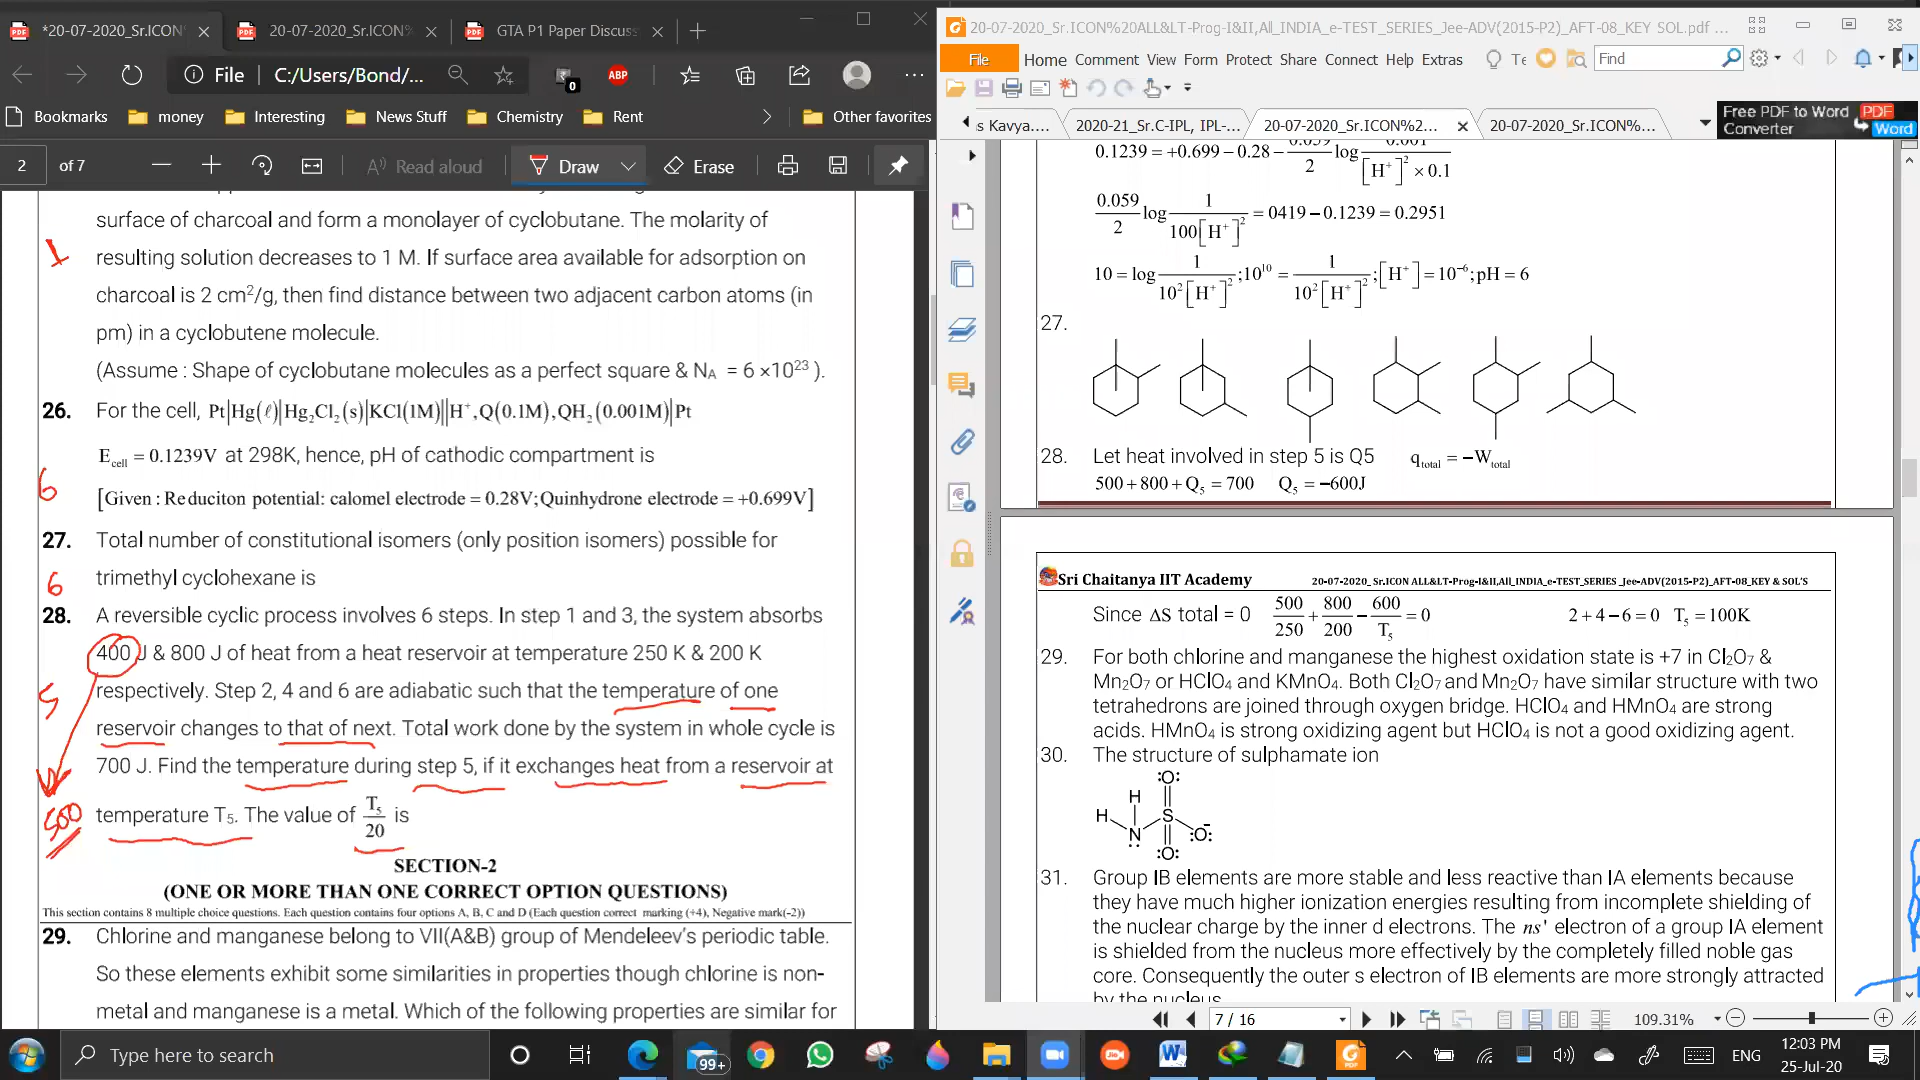 *20-07-2020_Sr.ICON%
20-07-2020_Sr.ICON%
GTA P1 Paper Discuss
File C:/Users/Bond/...
ABP
0
Bookmarks money Interesting News Stuff Chemistry Rent Other favorites
2 of 7 Read aloud Draw Erase
surface of charcoal and form a monolayer of cyclobutane. The molarity of
resulting solution decreases to 1 M. If surface area available for adsorption on
charcoal is 2 cm²/g, then find distance between two adjacent carbon atoms (in
pm) in a cyclobutene molecule.
(Assume : Shape of cyclobutane molecules as a perfect square & NA = 6 ×10²³ ).
1
26. For the cell, Pt|Hg(ℓ)|Hg₂Cl₂(s)|KCl(1M)||H⁺,Q(0.1M),QH₂(0.001M)|Pt
Ecell = 0.1239V at 298K, hence, pH of cathodic compartment is
6
[Given : Reduciton potential: calomel electrode = 0.28V; Quinhydrone electrode = +0.699V]
27. Total number of constitutional isomers (only position isomers) possible for
trimethyl cyclohexane is
6
28. A reversible cyclic process involves 6 steps. In step 1 and 3, the system absorbs
400 J & 800 J of heat from a heat reservoir at temperature 250 K & 200 K
respectively. Step 2, 4 and 6 are adiabatic such that the temperature of one
5
reservoir changes to that of next. Total work done by the system in whole cycle is
700 J. Find the temperature during step 5, if it exchanges heat from a reservoir at
500
temperature T₅. The value of T₅/20 is
SECTION-2
(ONE OR MORE THAN ONE CORRECT OPTION QUESTIONS)
This section contains 8 multiple choice questions. Each question contains four options A, B, C and D (Each question correct marking (+4), Negative mark(-2))
29. Chlorine and manganese belong to VII(A&B) group of Mendeleev's periodic table.
So these elements exhibit some similarities in properties though chlorine is non-
metal and manganese is a metal. Which of the following properties are similar for
20-07-2020_Sr.ICON%20ALL&LT-Prog-I&II,All_INDIA_e-TEST_SERIES_Jee-ADV(2015-P2)_AFT-08_KEY SOL.pdf ...
File Home Comment View Form Protect Share Connect Help Extras Te Find
s Kavya.... 2020-21_Sr.C-IPL, IPL-... 20-07-2020_Sr.ICON%2... 20-07-2020_Sr.ICON%...
Free PDF to Word
Converter
PDF
Word
0.1239 = +0.699 − 0.28 − 0.059/2 log 0.001/[H⁺]² × 0.1
0.059/2 log 1/100[H⁺]² = 0419 − 0.1239 = 0.2951
10 = log 1/10²[H⁺]² ; 10¹⁰ = 1/10²[H⁺]² ; [H⁺] = 10⁻⁶; pH = 6
27.
28. Let heat involved in step 5 is Q5 qtotal = −Wtotal
500 + 800 + Q₅ = 700 Q₅ = −600J
Sri Chaitanya IIT Academy 20-07-2020_ Sr.ICON ALL&LT-Prog-I&II,All_INDIA_e-TEST_SERIES_Jee-ADV(2015-P2)_AFT-08_KEY & SOL'S
Since ΔS total = 0 500/250 + 800/200 − 600/T₅ = 0 2 + 4 − 6 = 0 T₅ = 100K
29. For both chlorine and manganese the highest oxidation state is +7 in Cl₂O₇ &
Mn₂O₇ or HClO₄ and KMnO₄. Both Cl₂O₇ and Mn₂O₇ have similar structure with two
tetrahedrons are joined through oxygen bridge. HClO₄ and HMnO₄ are strong
acids. HMnO₄ is strong oxidizing agent but HClO₄ is not a good oxidizing agent.
30. The structure of sulphamate ion
:O:
H
H N S O:⁻
:O:
31. Group IB elements are more stable and less reactive than IA elements because
they have much higher ionization energies resulting from incomplete shielding of
the nuclear charge by the inner d electrons. The ns' electron of a group IA element
is shielded from the nucleus more effectively by the completely filled noble gas
core. Consequently the outer s electron of IB elements are more strongly attracted
by the nucleus
7 / 16 109.31%
Type here to search
99+
Jio
PDF
ENG
12:03 PM
25-Jul-20